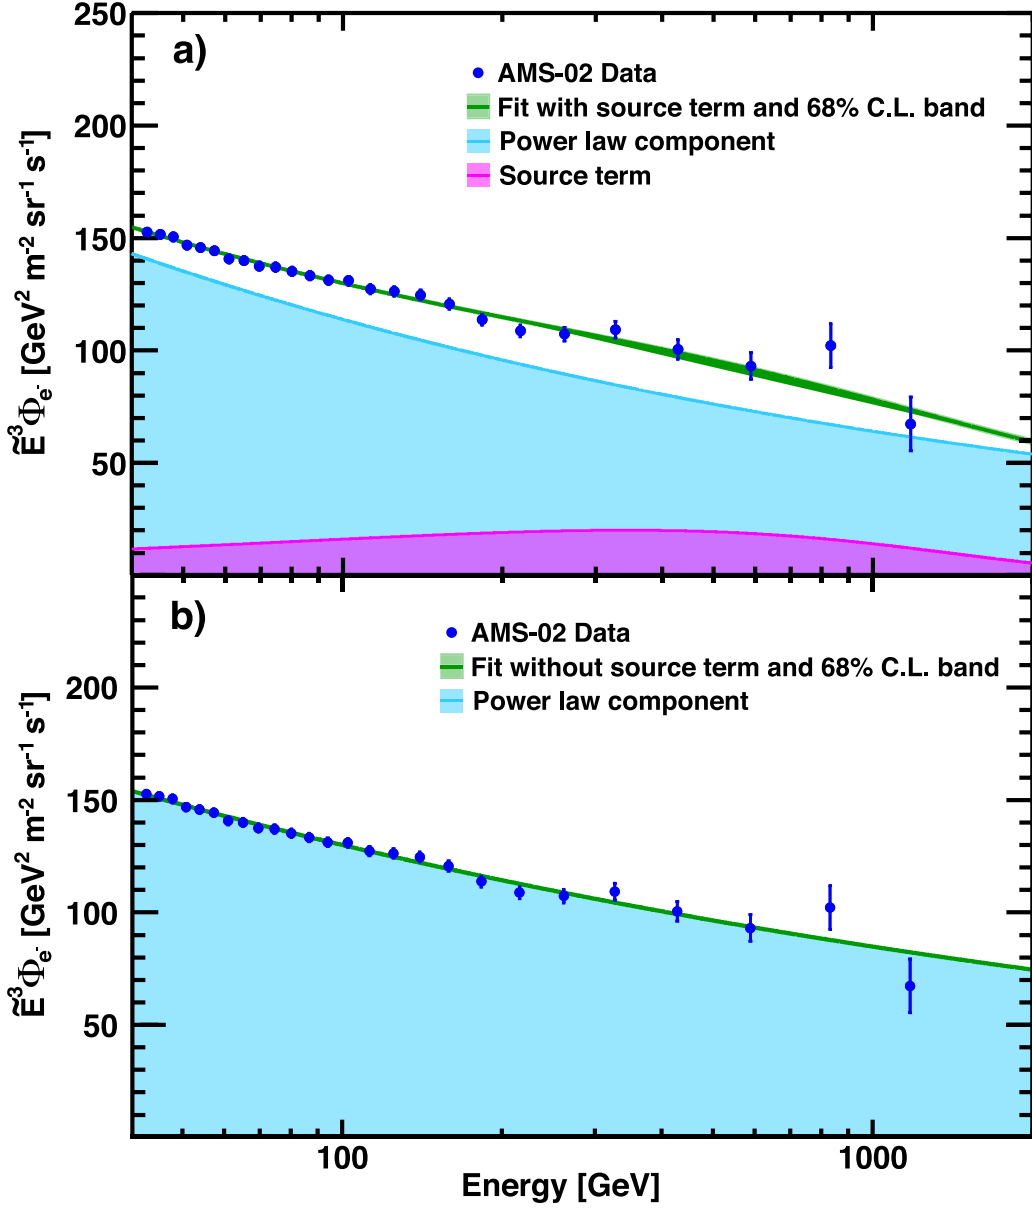 a)
AMS-02 Data
Fit with source term and 68% C.L. band
Power law component
Source term
250
200
150
100
50
Ẽ³Φe⁻ [GeV² m⁻² sr⁻¹ s⁻¹]
b)
AMS-02 Data
Fit without source term and 68% C.L. band
Power law component
200
150
100
50
Ẽ³Φe⁻ [GeV² m⁻² sr⁻¹ s⁻¹]
100
1000
Energy [GeV]